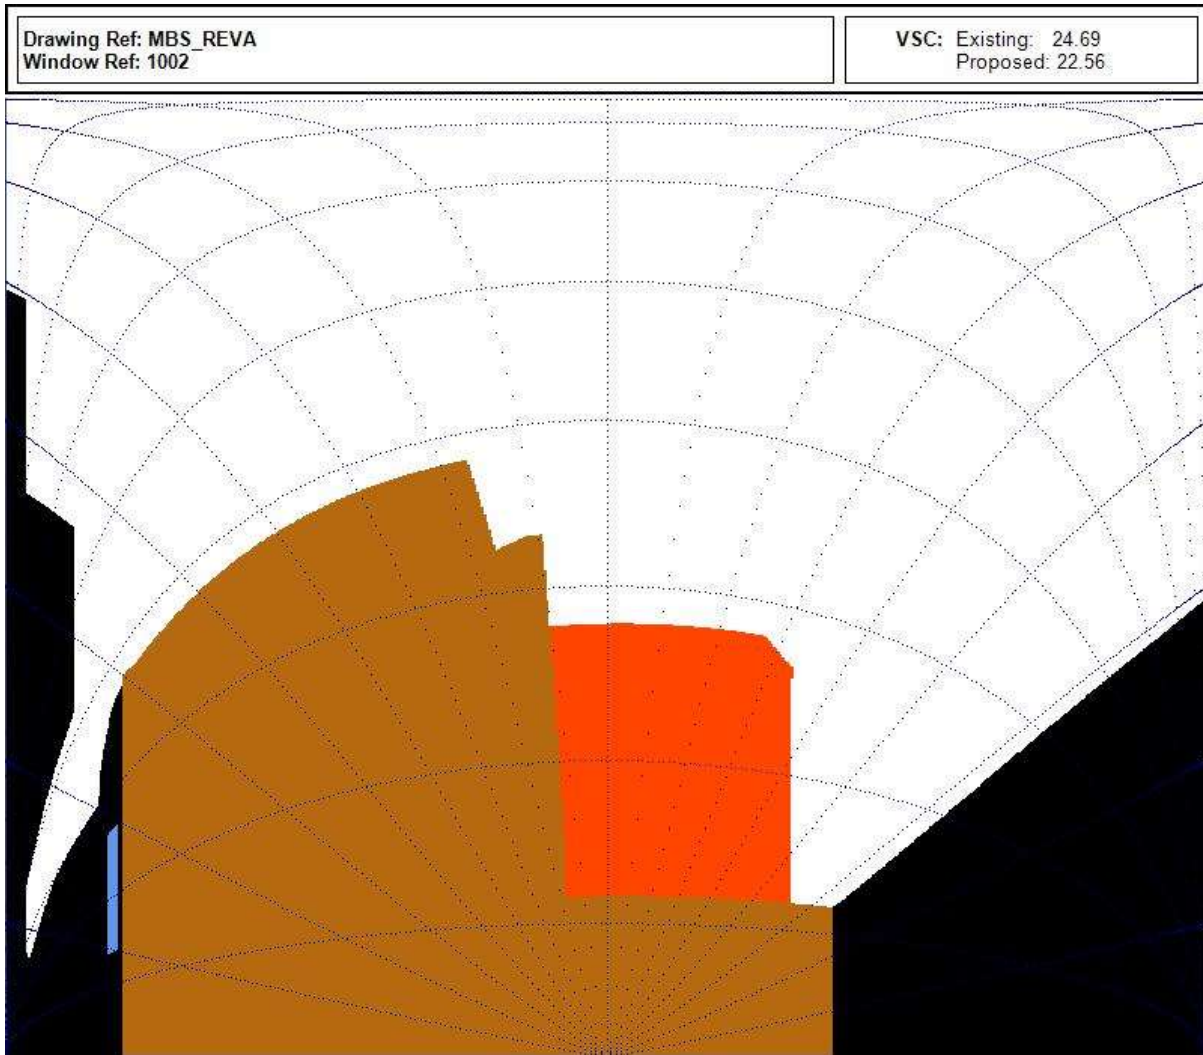 Drawing Ref: MBS_REVA
Window Ref: 1002
VSC: Existing: 24.69
Proposed: 22.56